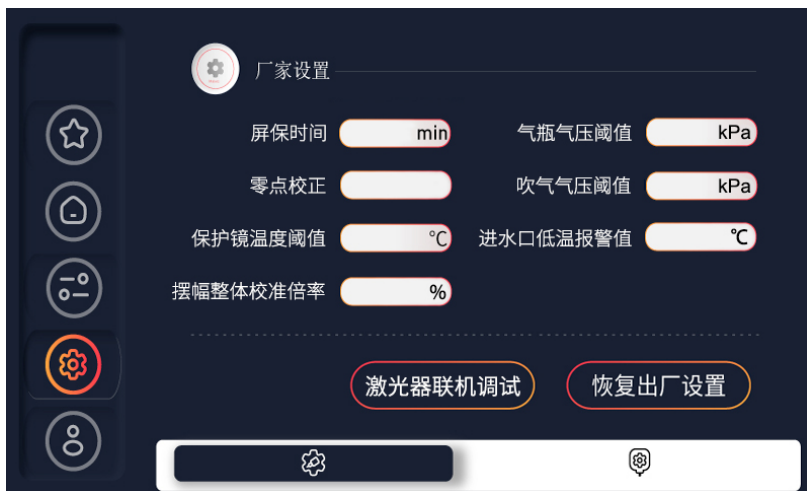 厂家设置
屏保时间 min 气瓶气压阈值 kPa
零点校正 吹气气压阈值 kPa
保护镜温度阈值 ℃ 进水口低温报警值 ℃
摆幅整体校准倍率 %
激光器联机调试 恢复出厂设置